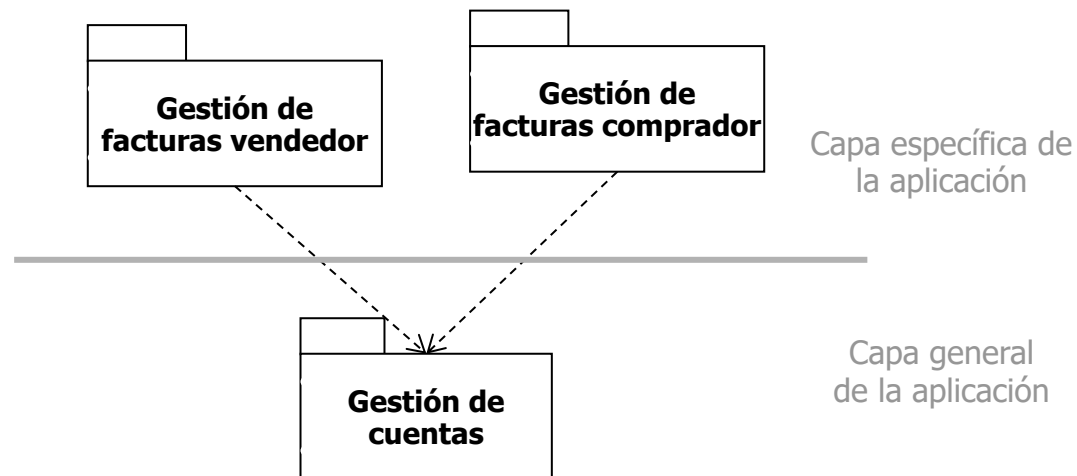 Gestión de
facturas vendedor
Gestión de
facturas comprador
Capa específica de
la aplicación
Gestión de
cuentas
Capa general
de la aplicación